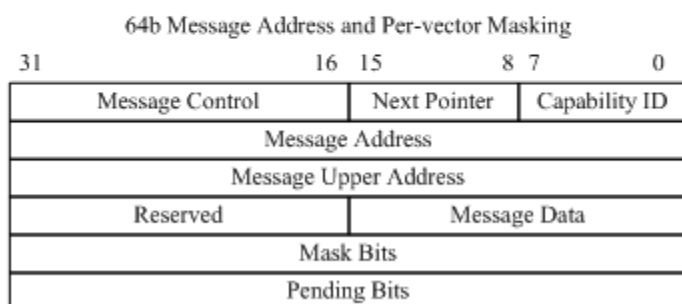 64b Message Address and Per-vector Masking
31 16 15 8 7 0
Message Control Next Pointer Capability ID
Message Address
Message Upper Address
Reserved Message Data
Mask Bits
Pending Bits